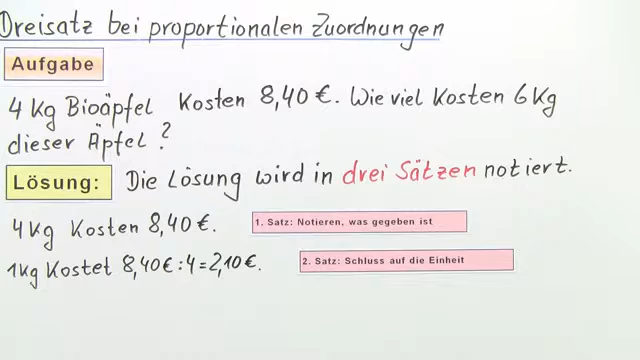 Dreisatz bei proportionalen Zuordnungen
Aufgabe
4 Kg Bioäpfel Kosten 8,40 €. Wie viel Kosten 6 Kg
dieser Äpfel?
Lösung: Die Lösung wird in drei Sätzen notiert.
4 Kg Kosten 8,40 €. 1. Satz: Notieren, was gegeben ist
1 Kg Kostet 8,40 € : 4 = 2,10 €. 2. Satz: Schluss auf die Einheit